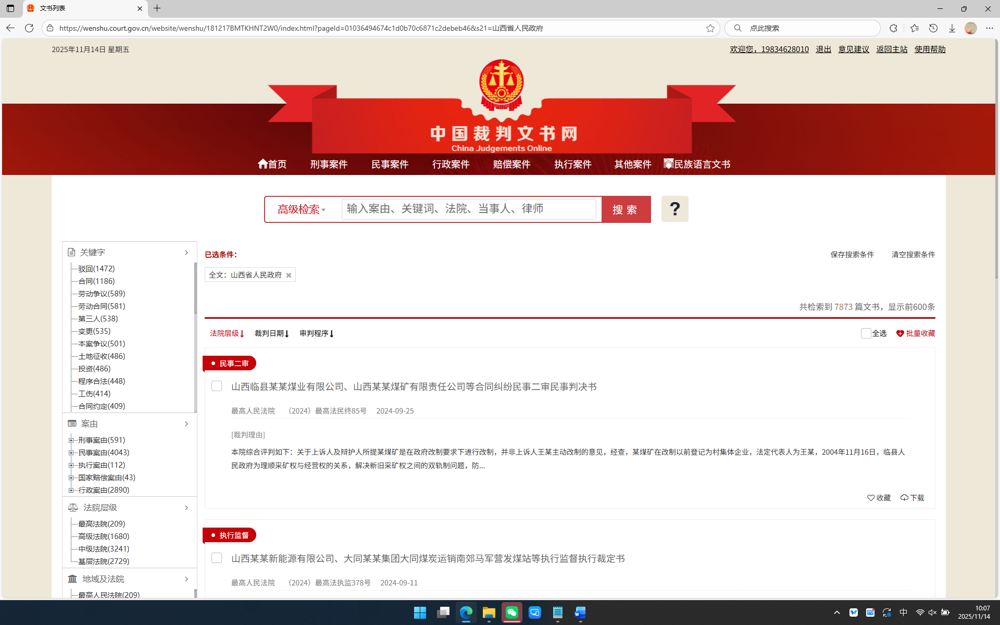 文书列表
https://wenshu.court.gov.cn/website/wenshu/181217BMTKHNT2W0/index.html?pageId=01036494674c1d0b70c6871c2debeb46&s21=山西省人民政府
点此搜索
2025年11月14日 星期五
欢迎您，19834628010 退出 意见建议 返回主站 使用帮助
中国裁判文书网
China Judgements Online
首页 刑事案件 民事案件 行政案件 赔偿案件 执行案件 其他案件 民族语言文书
高级检索 输入案由、关键词、法院、当事人、律师 搜索 ?
关键字
驳回(1472)
合同(1186)
劳动争议(589)
劳动合同(581)
第三人(538)
变更(535)
本案争议(501)
土地征收(486)
投资(486)
程序合法(448)
工伤(414)
合同约定(409)
案由
刑事案由(591)
民事案由(4043)
执行案由(112)
国家赔偿案由(43)
行政案由(2890)
法院层级
最高法院(209)
高级法院(1680)
中级法院(3241)
基层法院(2729)
地域及法院
最高人民法院(209)
已选条件：
保存搜索条件 清空搜索条件
全文：山西省人民政府
共检索到 7873 篇文书，显示前600条
法院层级 裁判日期 审判程序
全选 批量收藏
民事二审
山西临县某某煤业有限公司、山西某某煤矿有限责任公司等合同纠纷民事二审民事判决书
最高人民法院 （2024）最高法民终85号 2024-09-25
[裁判理由]
本院综合评判如下：关于上诉人及辩护人所提某煤矿是在政府改制要求下进行改制，并非上诉人王某主动改制的意见，经查，某煤矿在改制以前登记为村集体企业，法定代表人为王某，2004年11月16日，临县人
民政府为理顺采矿权与经营权的关系，解决新旧采矿权之间的双轨制问题，防...
收藏 下载
执行监督
山西某某新能源有限公司、大同某某集团大同煤炭运销南郊马军营发煤站等执行监督执行裁定书
最高人民法院 （2024）最高法执监378号 2024-09-11
中
10:07
2025/11/14